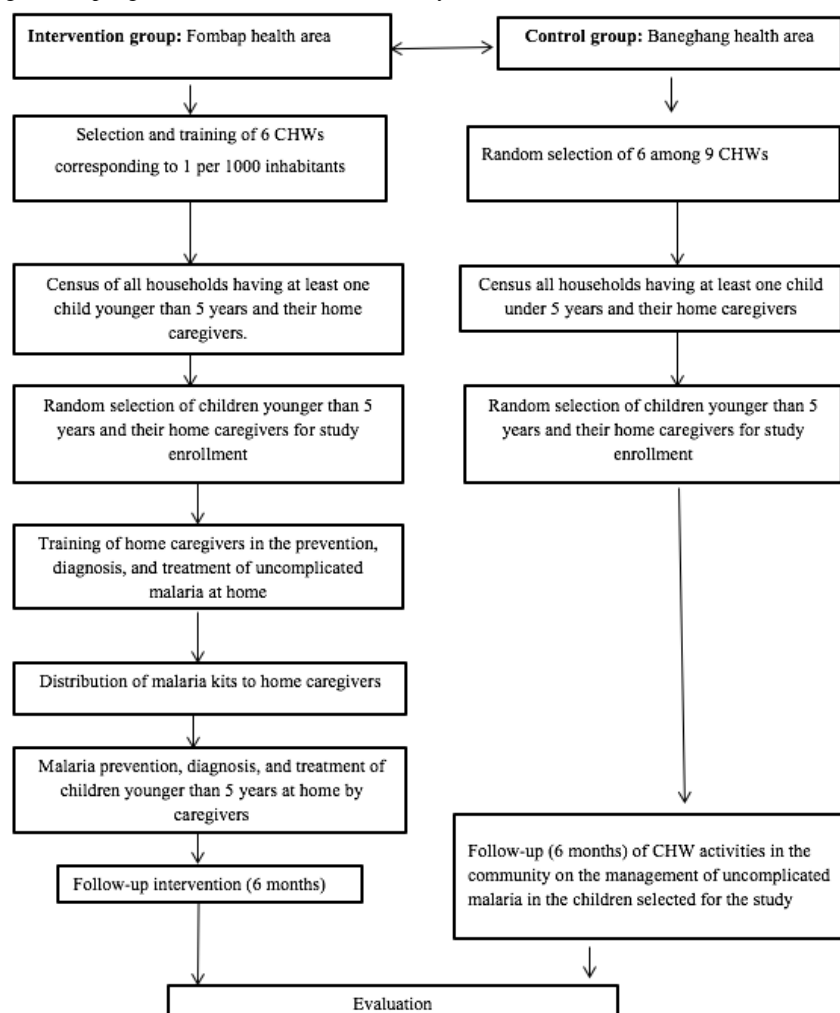 Intervention group: Fombap health area
Control group: Baneghang health area
Selection and training of 6 CHWs
corresponding to 1 per 1000 inhabitants
Random selection of 6 among 9 CHWs
Census of all households having at least one
child younger than 5 years and their home
caregivers.
Census all households having at least one child
under 5 years and their home caregivers
Random selection of children younger than 5
years and their home caregivers for study
enrollment
Random selection of children younger than 5
years and their home caregivers for study
enrollment
Training of home caregivers in the prevention,
diagnosis, and treatment of uncomplicated
malaria at home
Distribution of malaria kits to home caregivers
Malaria prevention, diagnosis, and treatment of
children younger than 5 years at home by
caregivers
Follow-up intervention (6 months)
Follow-up (6 months) of CHW activities in the
community on the management of uncomplicated
malaria in the children selected for the study
Evaluation